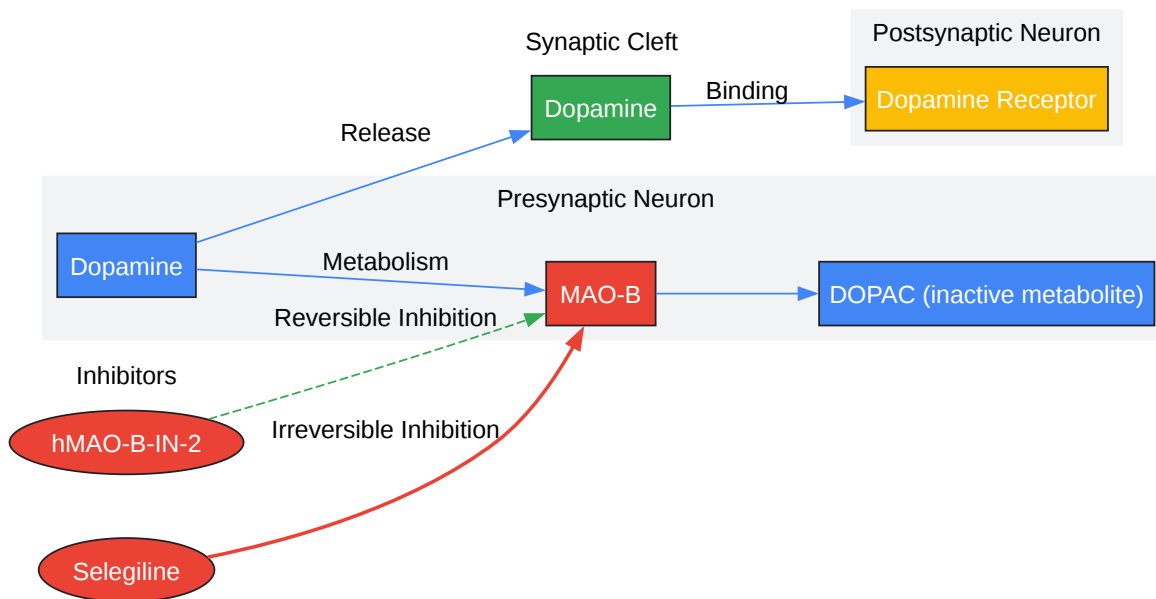 Postsynaptic Neuron
Synaptic Cleft
Dopamine
Binding
Dopamine Receptor
Release
Presynaptic Neuron
Dopamine
Metabolism
MAO-B
DOPAC (inactive metabolite)
Reversible Inhibition
Inhibitors
Irreversible Inhibition
hMAO-B-IN-2
Selegiline